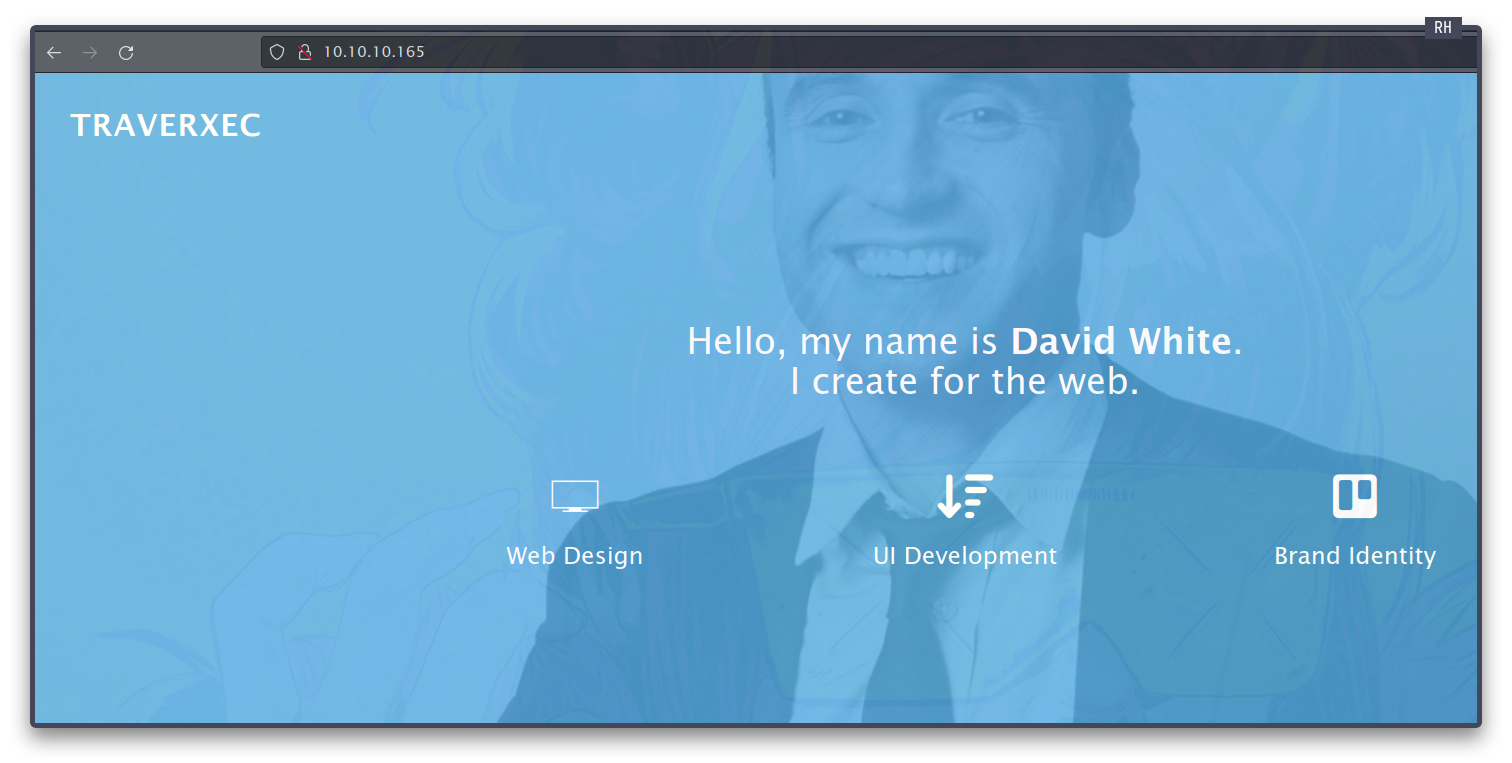 RH
10.10.10.165
TRAVERXEC
Hello, my name is David White.
I create for the web.
Web Design
UI Development
Brand Identity